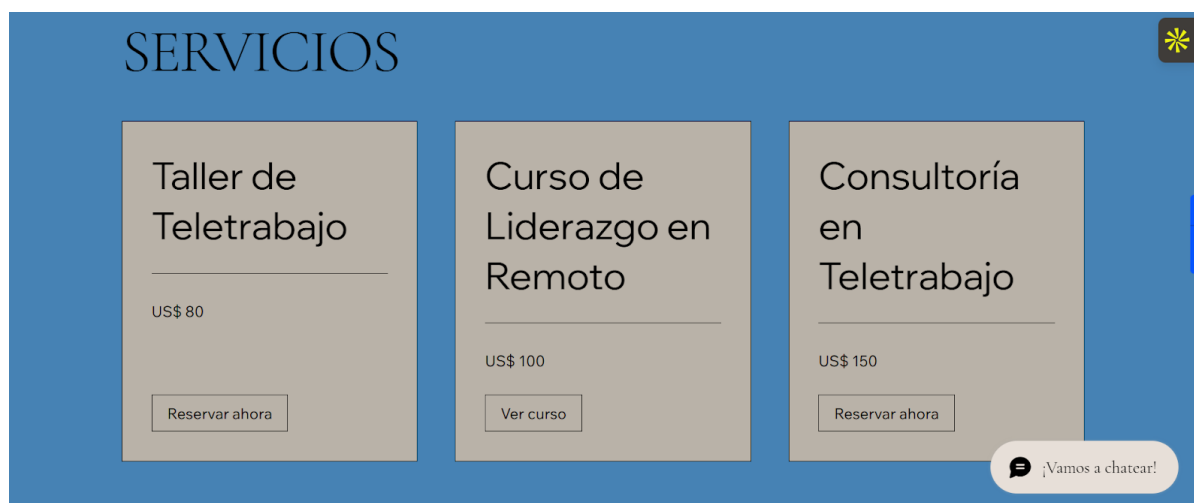 SERVICIOS
Taller de
Teletrabajo
US$ 80
Reservar ahora
Curso de
Liderazgo en
Remoto
US$ 100
Ver curso
Consultoría
en
Teletrabajo
US$ 150
Reservar ahora
¡Vamos a chatear!